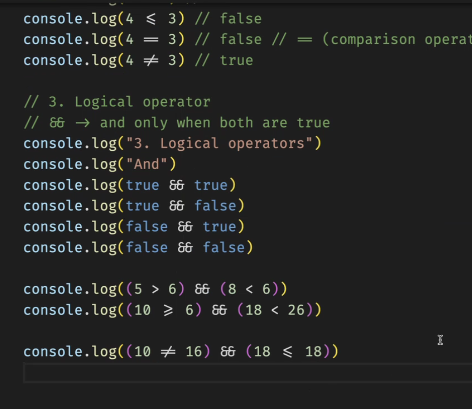 console.log(4 <= 3) // false
console.log(4 == 3) // false // == (comparison operat
console.log(4 != 3) // true
// 3. Logical operator
// && -> and only when both are true
console.log("3. Logical operators")
console.log("And")
console.log(true && true)
console.log(true && false)
console.log(false && true)
console.log(false && false)
console.log((5 > 6) && (8 < 6))
console.log((10 >= 6) && (18 < 26))
console.log((10 != 16) && (18 <= 18))